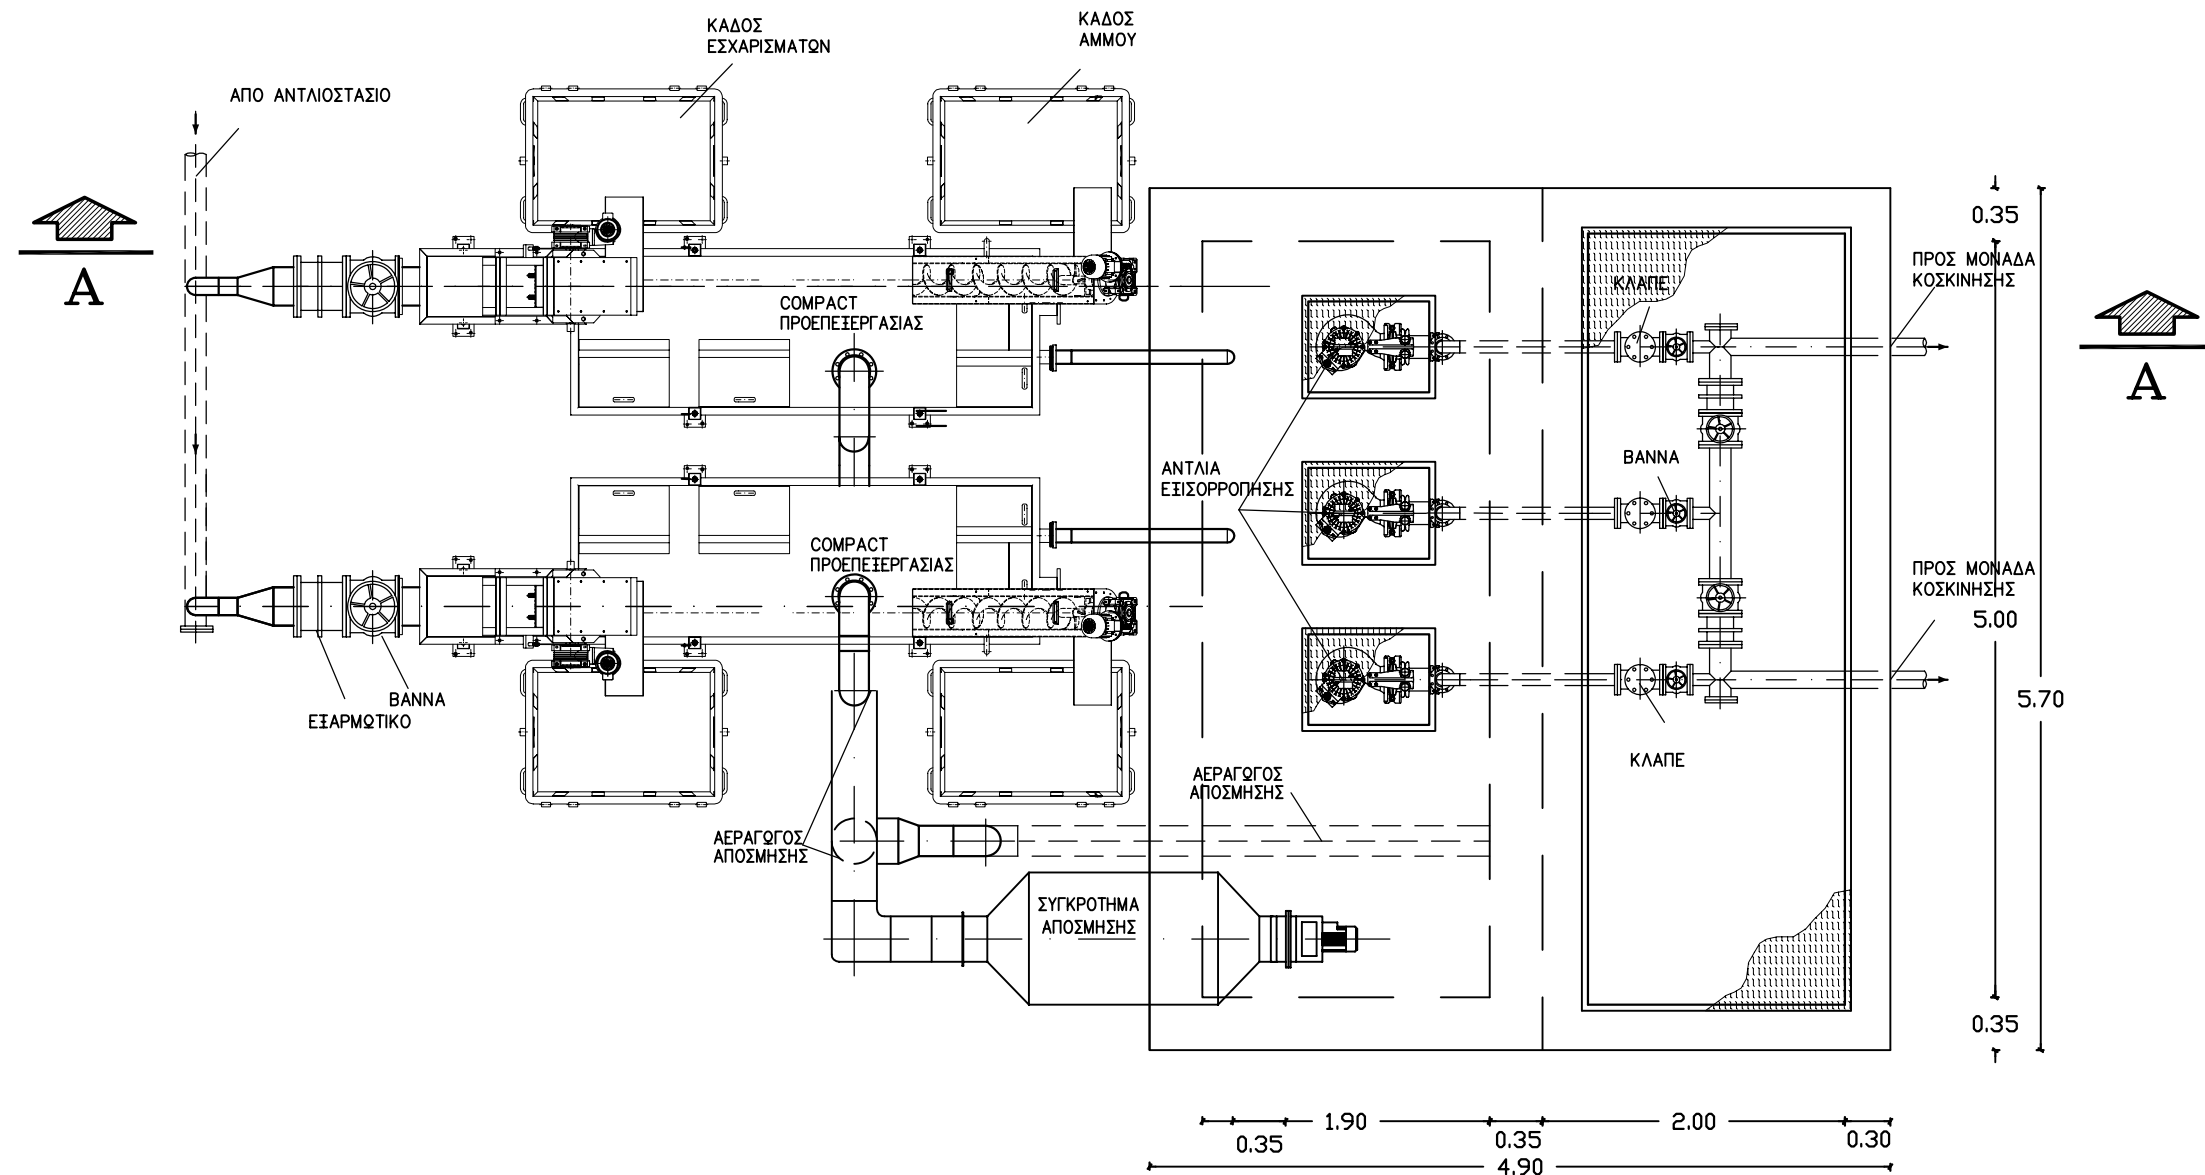 ΚΑΔΟΣ
ΕΣΧΑΡΙΣΜΑΤΩΝ
ΚΑΔΟΣ
ΑΜΜΟΥ
ΑΠΟ ΑΝΤΛΙΟΣΤΑΣΙΟ
0.35
ΠΡΟΣ ΜΟΝΑΔΑ
ΚΟΣΚΙΝΗΣΗΣ
A
ΚΛΑΠΕ
COMPACT
ΠΡΟΕΠΕΞΕΡΓΑΣΙΑΣ
A
ΒΑΝΝΑ
ΑΝΤΛΙΑ
ΕΞΙΣΟΡΡΟΠΗΣΗΣ
COMPACT
ΠΡΟΕΠΕΞΕΡΓΑΣΙΑΣ
ΠΡΟΣ ΜΟΝΑΔΑ
ΚΟΣΚΙΝΗΣΗΣ
5.00
5.70
ΒΑΝΝΑ
ΕΞΑΡΜΩΤΙΚΟ
ΚΛΑΠΕ
ΑΕΡΑΓΩΓΟΣ
ΑΠΟΣΜΗΣΗΣ
ΑΕΡΑΓΩΓΟΣ
ΑΠΟΣΜΗΣΗΣ
ΣΥΓΚΡΟΤΗΜΑ
ΑΠΟΣΜΗΣΗΣ
0.35
1.90
2.00
0.35
0.35
0.30
4.90